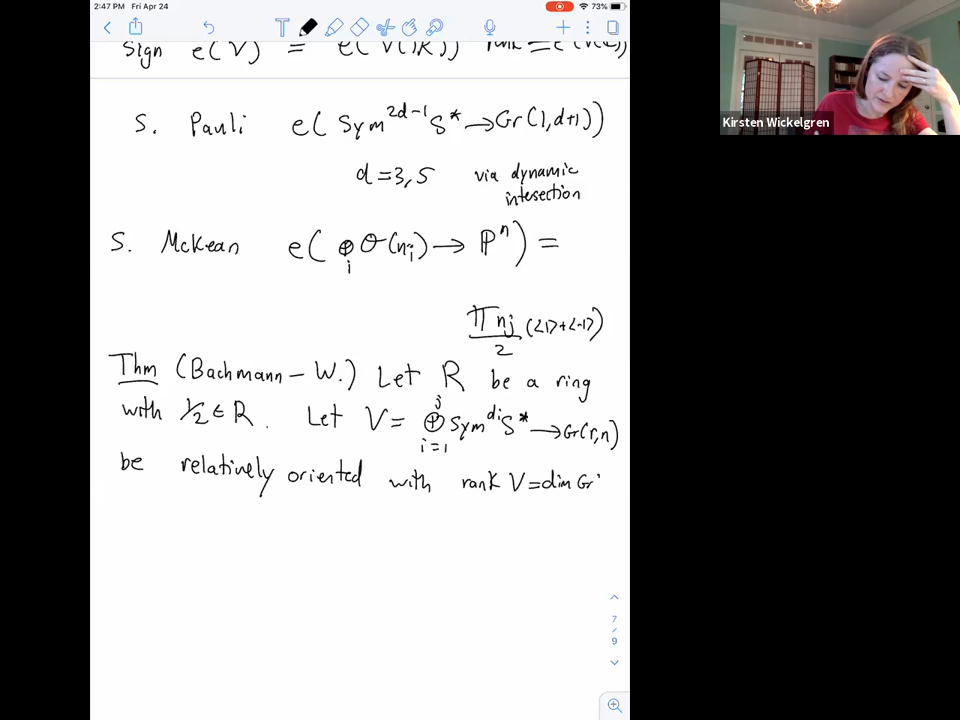 2:47 PM Fri Apr 24
73%
Sign e(V) = e(V(R)) rank
S. Pauli e( Sym^{2d-1} S* → Gr(1,d+1))
d = 3,5 via dynamic
intesection
S. McKean e( ⊕_i O(n_i) → P^n ) =
\frac{Π n_j}{2} (<1>+<-1>)
Thm (Bachmann – W.) Let R be a ring
with 1/2 ∈ R. Let V = ⊕_{i=1}^{j} Sym^{d_i} S* → Gr(r,n)
be relatively oriented with rank V = dim Gr
7
/
9
Kirsten Wickelgren